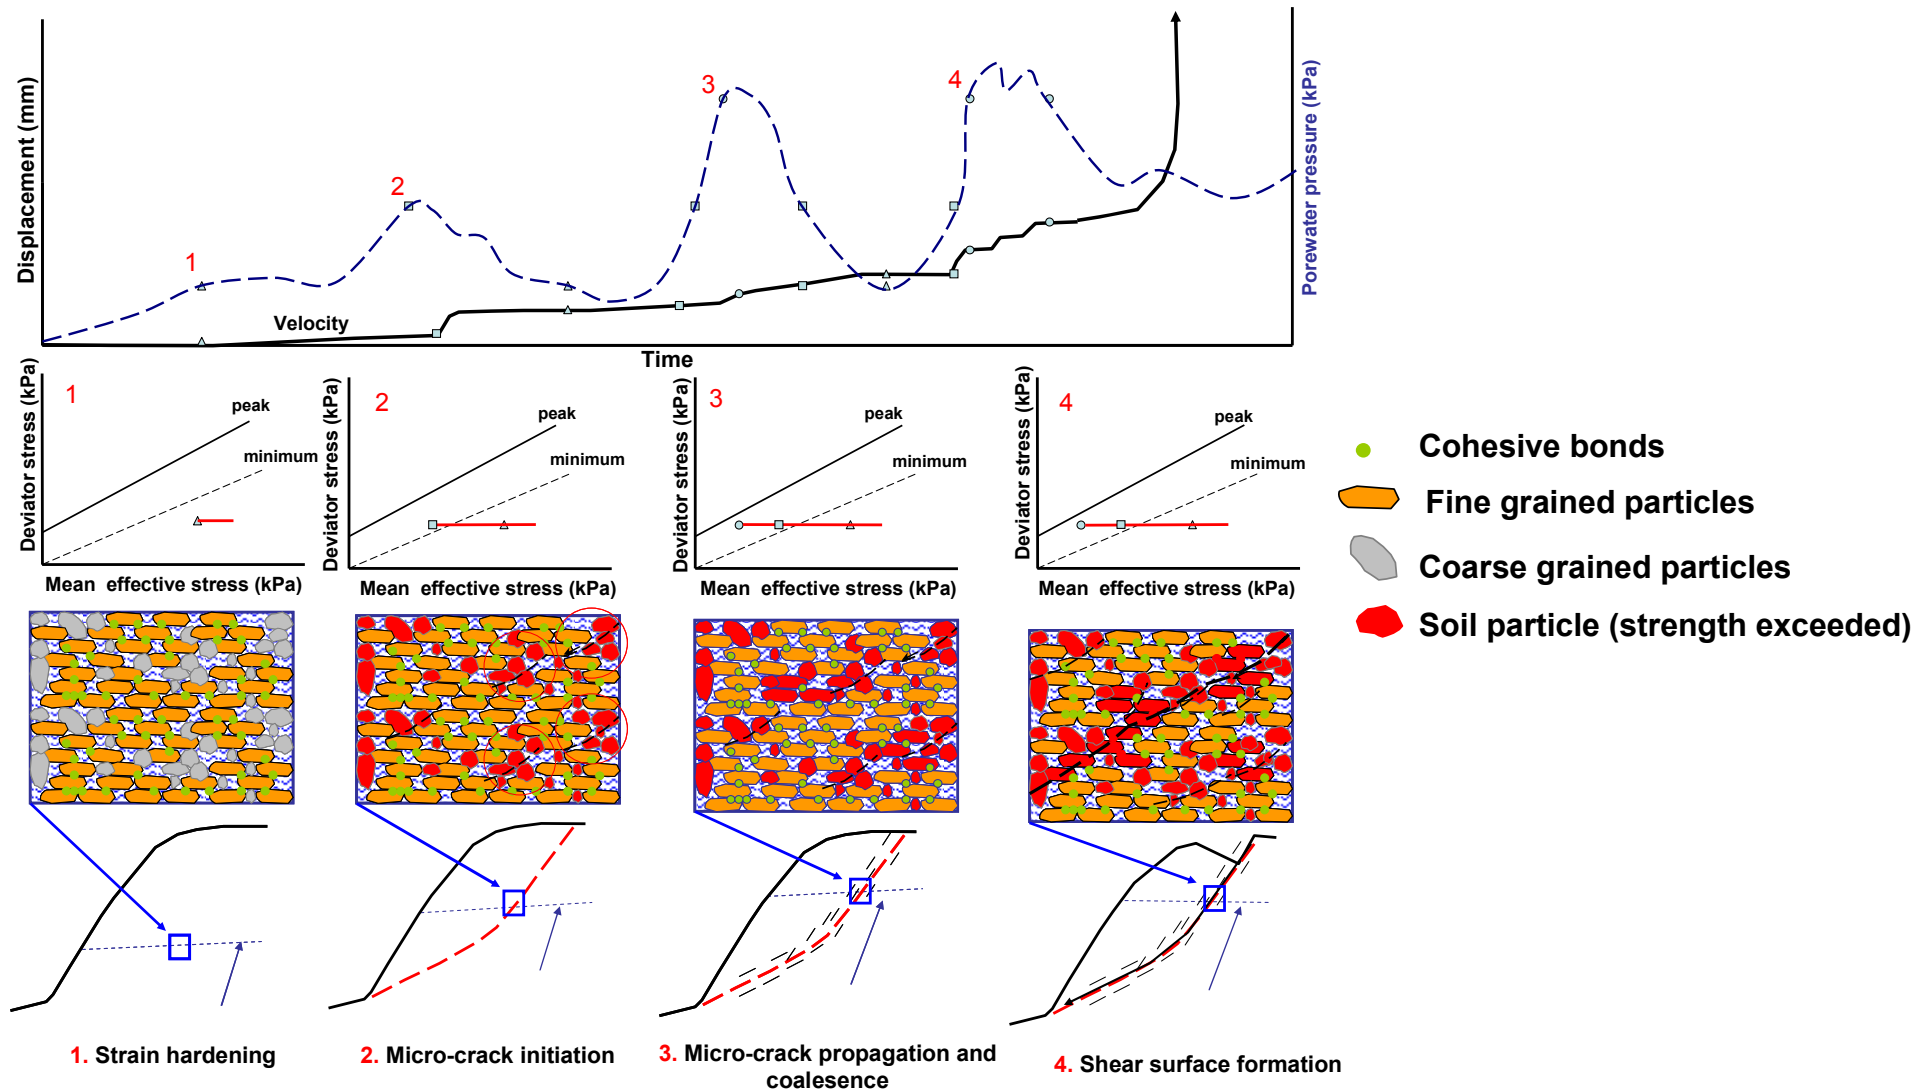 Displacement (mm)
1
2
3
4
Velocity
Time
Porewater pressure (kPa)
Deviator stress (kPa)
1
peak
minimum
Mean effective stress (kPa)
Deviator stress (kPa)
2
peak
minimum
Mean effective stress (kPa)
Deviator stress (kPa)
3
peak
minimum
Mean effective stress (kPa)
Deviator stress (kPa)
4
peak
minimum
Mean effective stress (kPa)
Cohesive bonds
Fine grained particles
Coarse grained particles
Soil particle (strength exceeded)
1. Strain hardening
2. Micro-crack initiation
3. Micro-crack propagation and
coalesence
4. Shear surface formation